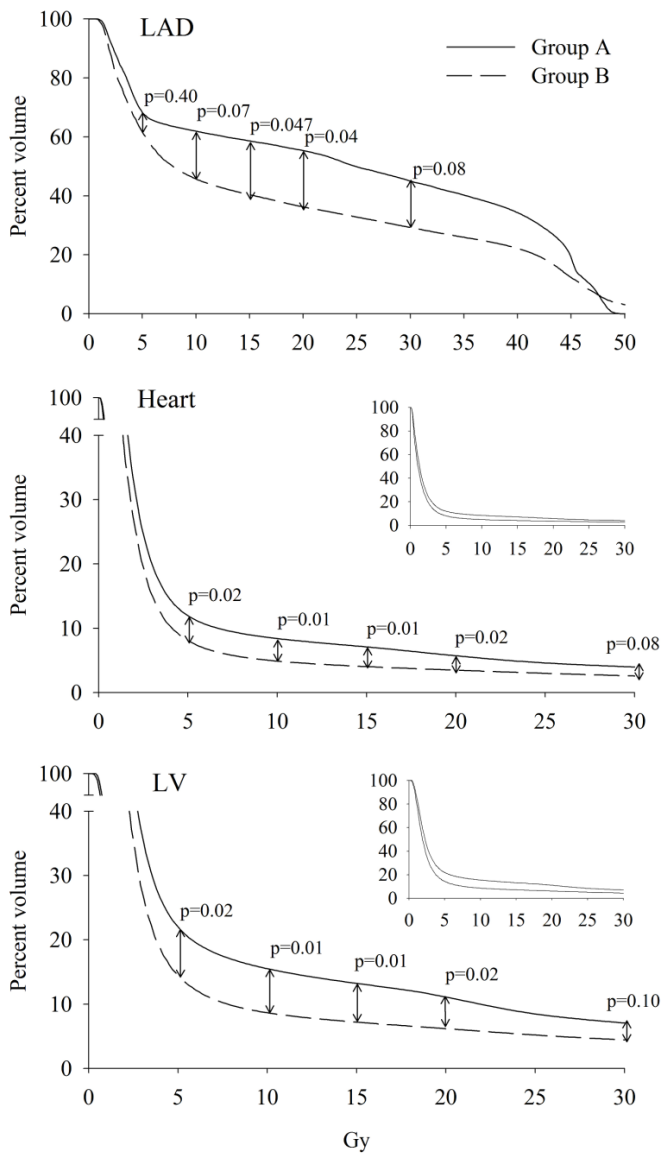 LAD
Group A
Group B
Percent volume
100
80
60
40
20
0
p=0.40
p=0.07
p=0.047
p=0.04
p=0.08
0 5 10 15 20 25 30 35 40 45 50
Heart
Percent volume
100
40
30
20
10
0
p=0.02
p=0.01
p=0.01
p=0.02
p=0.08
0 5 10 15 20 25 30
100
80
60
40
20
0
0 5 10 15 20 25 30
LV
Percent volume
100
40
30
20
10
0
p=0.02
p=0.01
p=0.01
p=0.02
p=0.10
0 5 10 15 20 25 30
100
80
60
40
20
0
0 5 10 15 20 25 30
Gy